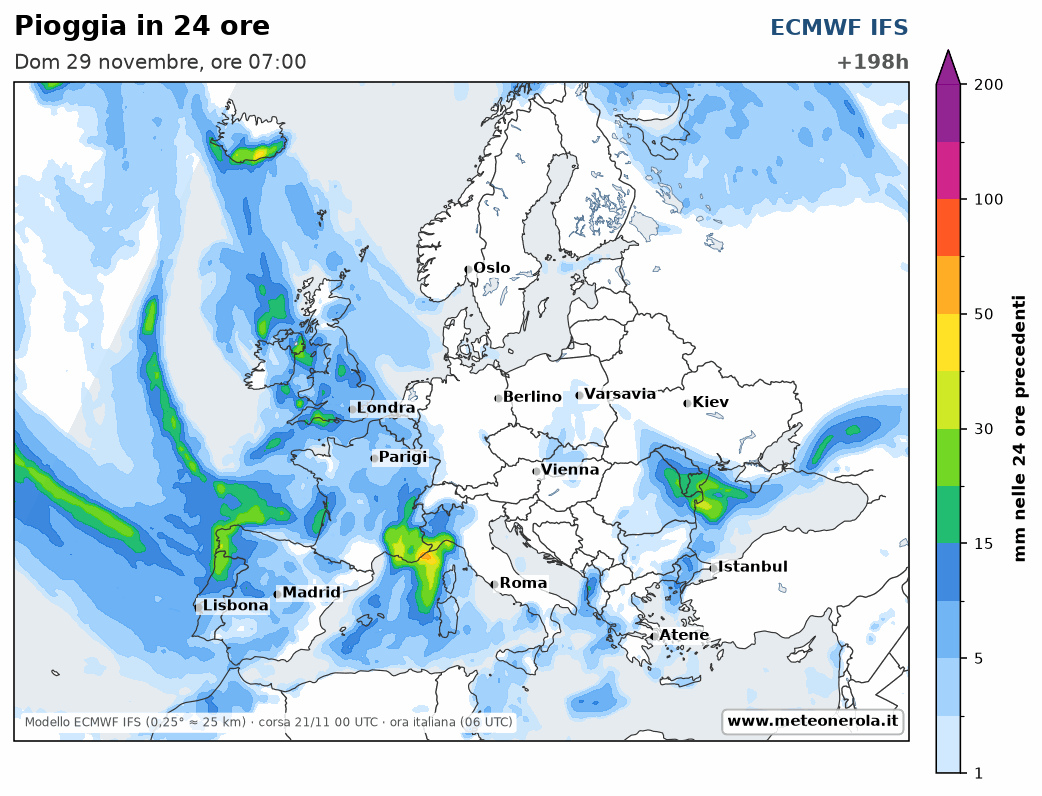 Pioggia in 24 ore
ECMWF IFS
Dom 29 novembre, ore 07:00
+198h
200
100
50
30
15
5
1
mm nelle 24 ore precedenti
Oslo
Berlino
Varsavia
Kiev
Londra
Parigi
Vienna
Istanbul
Roma
Madrid
Lisbona
Atene
Modello ECMWF IFS (0,25° ≈ 25 km) · corsa 21/11 00 UTC · ora italiana (06 UTC)
www.meteonerola.it